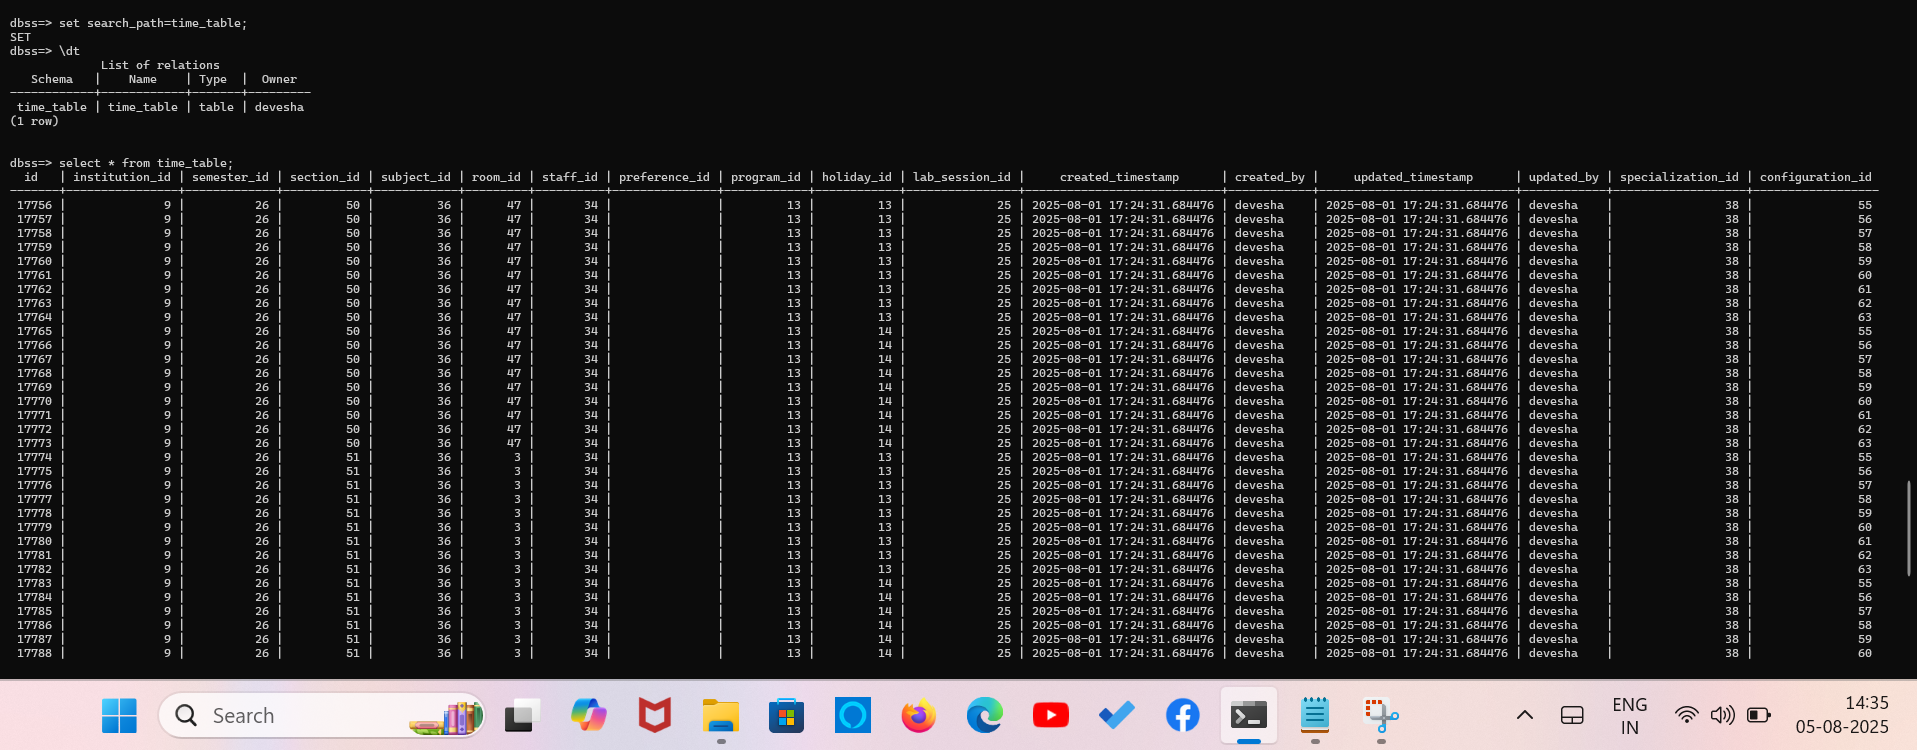 dbss=> set search_path=time_table;
SET
dbss=> \dt
List of relations
Schema | Name | Type | Owner
------------+------------+-------+---------
time_table | time_table | table | devesha
(1 row)
dbss=> select * from time_table;
id | institution_id | semester_id | section_id | subject_id | room_id | staff_id | preference_id | program_id | holiday_id | lab_session_id | created_timestamp | created_by | updated_timestamp | updated_by | specialization_id | configuration_id
-------+----------------+-------------+------------+------------+---------+----------+---------------+------------+------------+----------------+----------------------------+------------+----------------------------+------------+-------------------+------------------
17756 | 9 | 26 | 50 | 36 | 47 | 34 | | 13 | 13 | 25 | 2025-08-01 17:24:31.684476 | devesha | 2025-08-01 17:24:31.684476 | devesha | 38 | 55
17757 | 9 | 26 | 50 | 36 | 47 | 34 | | 13 | 13 | 25 | 2025-08-01 17:24:31.684476 | devesha | 2025-08-01 17:24:31.684476 | devesha | 38 | 56
17758 | 9 | 26 | 50 | 36 | 47 | 34 | | 13 | 13 | 25 | 2025-08-01 17:24:31.684476 | devesha | 2025-08-01 17:24:31.684476 | devesha | 38 | 57
17759 | 9 | 26 | 50 | 36 | 47 | 34 | | 13 | 13 | 25 | 2025-08-01 17:24:31.684476 | devesha | 2025-08-01 17:24:31.684476 | devesha | 38 | 58
17760 | 9 | 26 | 50 | 36 | 47 | 34 | | 13 | 13 | 25 | 2025-08-01 17:24:31.684476 | devesha | 2025-08-01 17:24:31.684476 | devesha | 38 | 59
17761 | 9 | 26 | 50 | 36 | 47 | 34 | | 13 | 13 | 25 | 2025-08-01 17:24:31.684476 | devesha | 2025-08-01 17:24:31.684476 | devesha | 38 | 60
17762 | 9 | 26 | 50 | 36 | 47 | 34 | | 13 | 13 | 25 | 2025-08-01 17:24:31.684476 | devesha | 2025-08-01 17:24:31.684476 | devesha | 38 | 61
17763 | 9 | 26 | 50 | 36 | 47 | 34 | | 13 | 13 | 25 | 2025-08-01 17:24:31.684476 | devesha | 2025-08-01 17:24:31.684476 | devesha | 38 | 62
17764 | 9 | 26 | 50 | 36 | 47 | 34 | | 13 | 13 | 25 | 2025-08-01 17:24:31.684476 | devesha | 2025-08-01 17:24:31.684476 | devesha | 38 | 63
17765 | 9 | 26 | 50 | 36 | 47 | 34 | | 13 | 14 | 25 | 2025-08-01 17:24:31.684476 | devesha | 2025-08-01 17:24:31.684476 | devesha | 38 | 55
17766 | 9 | 26 | 50 | 36 | 47 | 34 | | 13 | 14 | 25 | 2025-08-01 17:24:31.684476 | devesha | 2025-08-01 17:24:31.684476 | devesha | 38 | 56
17767 | 9 | 26 | 50 | 36 | 47 | 34 | | 13 | 14 | 25 | 2025-08-01 17:24:31.684476 | devesha | 2025-08-01 17:24:31.684476 | devesha | 38 | 57
17768 | 9 | 26 | 50 | 36 | 47 | 34 | | 13 | 14 | 25 | 2025-08-01 17:24:31.684476 | devesha | 2025-08-01 17:24:31.684476 | devesha | 38 | 58
17769 | 9 | 26 | 50 | 36 | 47 | 34 | | 13 | 14 | 25 | 2025-08-01 17:24:31.684476 | devesha | 2025-08-01 17:24:31.684476 | devesha | 38 | 59
17770 | 9 | 26 | 50 | 36 | 47 | 34 | | 13 | 14 | 25 | 2025-08-01 17:24:31.684476 | devesha | 2025-08-01 17:24:31.684476 | devesha | 38 | 60
17771 | 9 | 26 | 50 | 36 | 47 | 34 | | 13 | 14 | 25 | 2025-08-01 17:24:31.684476 | devesha | 2025-08-01 17:24:31.684476 | devesha | 38 | 61
17772 | 9 | 26 | 50 | 36 | 47 | 34 | | 13 | 14 | 25 | 2025-08-01 17:24:31.684476 | devesha | 2025-08-01 17:24:31.684476 | devesha | 38 | 62
17773 | 9 | 26 | 50 | 36 | 47 | 34 | | 13 | 14 | 25 | 2025-08-01 17:24:31.684476 | devesha | 2025-08-01 17:24:31.684476 | devesha | 38 | 63
17774 | 9 | 26 | 51 | 36 | 3 | 34 | | 13 | 13 | 25 | 2025-08-01 17:24:31.684476 | devesha | 2025-08-01 17:24:31.684476 | devesha | 38 | 55
17775 | 9 | 26 | 51 | 36 | 3 | 34 | | 13 | 13 | 25 | 2025-08-01 17:24:31.684476 | devesha | 2025-08-01 17:24:31.684476 | devesha | 38 | 56
17776 | 9 | 26 | 51 | 36 | 3 | 34 | | 13 | 13 | 25 | 2025-08-01 17:24:31.684476 | devesha | 2025-08-01 17:24:31.684476 | devesha | 38 | 57
17777 | 9 | 26 | 51 | 36 | 3 | 34 | | 13 | 13 | 25 | 2025-08-01 17:24:31.684476 | devesha | 2025-08-01 17:24:31.684476 | devesha | 38 | 58
17778 | 9 | 26 | 51 | 36 | 3 | 34 | | 13 | 13 | 25 | 2025-08-01 17:24:31.684476 | devesha | 2025-08-01 17:24:31.684476 | devesha | 38 | 59
17779 | 9 | 26 | 51 | 36 | 3 | 34 | | 13 | 13 | 25 | 2025-08-01 17:24:31.684476 | devesha | 2025-08-01 17:24:31.684476 | devesha | 38 | 60
17780 | 9 | 26 | 51 | 36 | 3 | 34 | | 13 | 13 | 25 | 2025-08-01 17:24:31.684476 | devesha | 2025-08-01 17:24:31.684476 | devesha | 38 | 61
17781 | 9 | 26 | 51 | 36 | 3 | 34 | | 13 | 13 | 25 | 2025-08-01 17:24:31.684476 | devesha | 2025-08-01 17:24:31.684476 | devesha | 38 | 62
17782 | 9 | 26 | 51 | 36 | 3 | 34 | | 13 | 13 | 25 | 2025-08-01 17:24:31.684476 | devesha | 2025-08-01 17:24:31.684476 | devesha | 38 | 63
17783 | 9 | 26 | 51 | 36 | 3 | 34 | | 13 | 14 | 25 | 2025-08-01 17:24:31.684476 | devesha | 2025-08-01 17:24:31.684476 | devesha | 38 | 55
17784 | 9 | 26 | 51 | 36 | 3 | 34 | | 13 | 14 | 25 | 2025-08-01 17:24:31.684476 | devesha | 2025-08-01 17:24:31.684476 | devesha | 38 | 56
17785 | 9 | 26 | 51 | 36 | 3 | 34 | | 13 | 14 | 25 | 2025-08-01 17:24:31.684476 | devesha | 2025-08-01 17:24:31.684476 | devesha | 38 | 57
17786 | 9 | 26 | 51 | 36 | 3 | 34 | | 13 | 14 | 25 | 2025-08-01 17:24:31.684476 | devesha | 2025-08-01 17:24:31.684476 | devesha | 38 | 58
17787 | 9 | 26 | 51 | 36 | 3 | 34 | | 13 | 14 | 25 | 2025-08-01 17:24:31.684476 | devesha | 2025-08-01 17:24:31.684476 | devesha | 38 | 59
17788 | 9 | 26 | 51 | 36 | 3 | 34 | | 13 | 14 | 25 | 2025-08-01 17:24:31.684476 | devesha | 2025-08-01 17:24:31.684476 | devesha | 38 | 60
Search
ENG
IN
14:35
05-08-2025